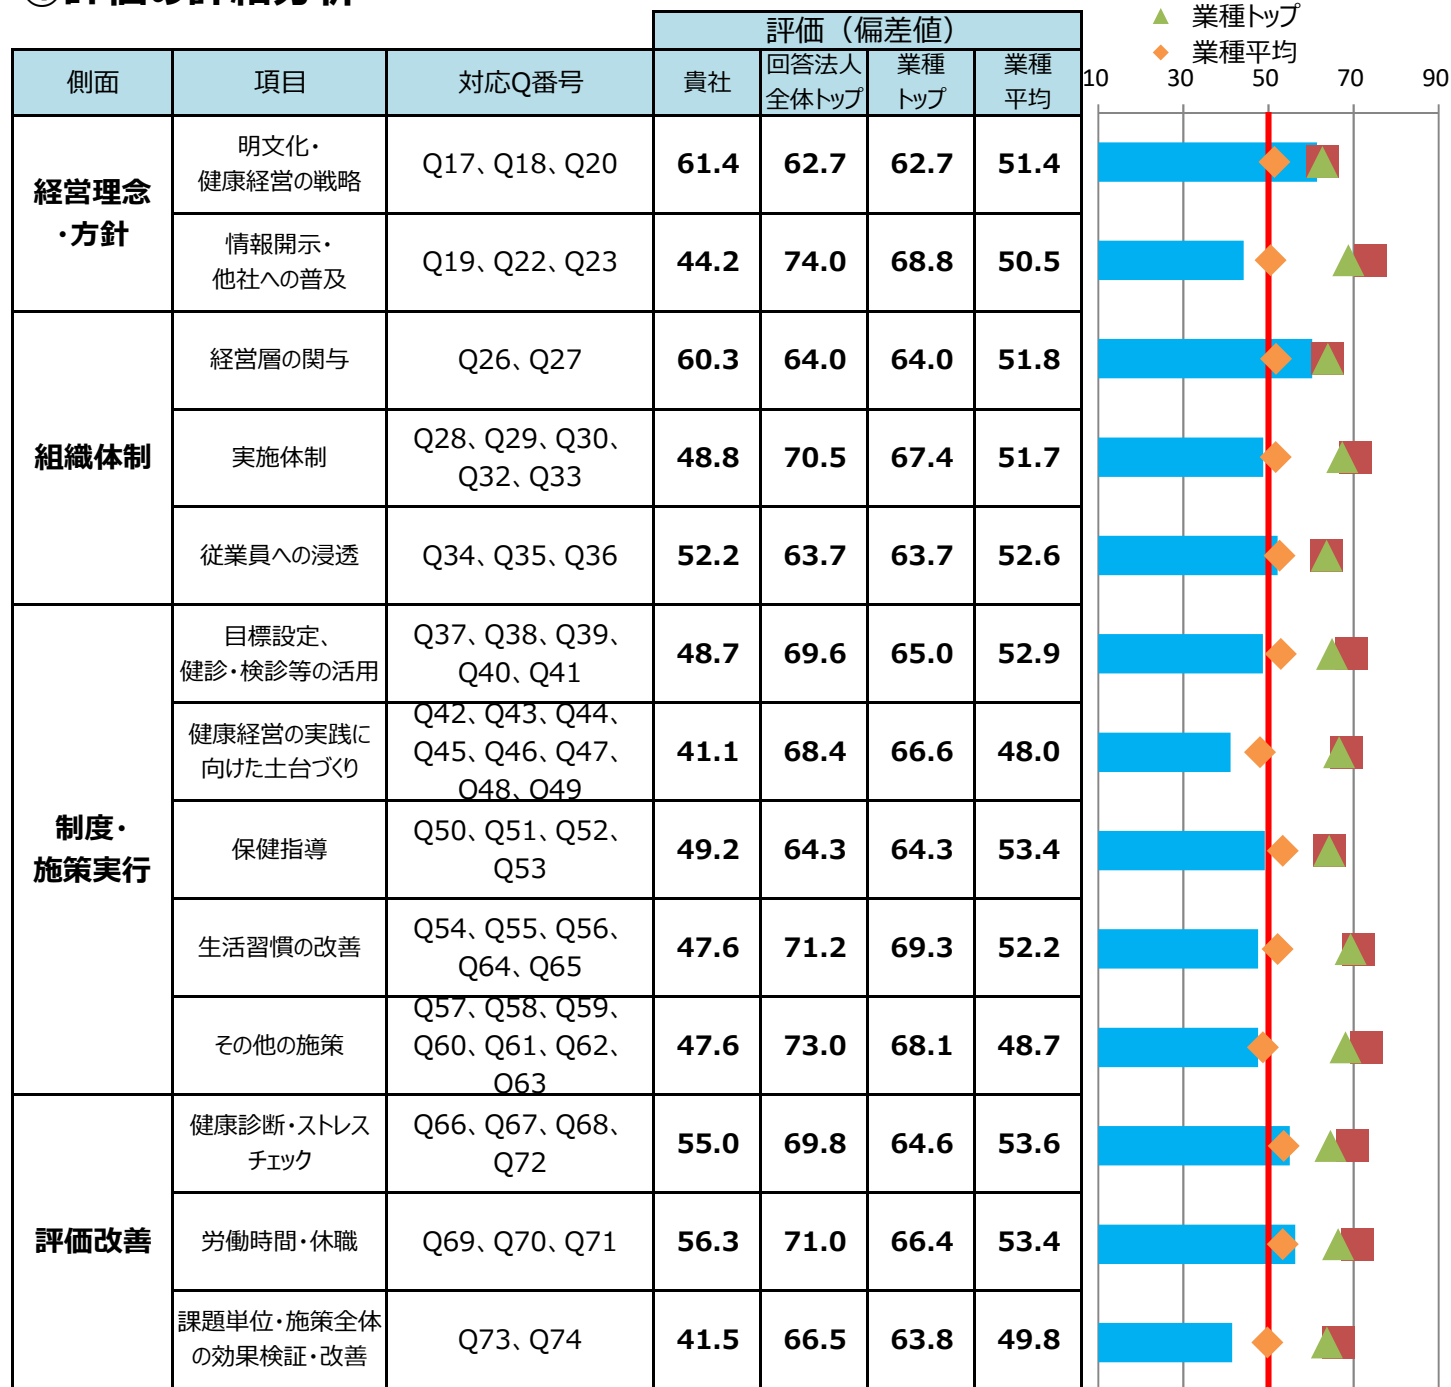 ②評価の詳細分析
▲ 業種トップ
◆ 業種平均
評価（偏差値）
側面 項目 対応Q番号 貴社 回答法人 業種 業種
全体トップ トップ 平均
10 30 50 70 90
経営理念
・方針
明文化・
健康経営の戦略
Q17、Q18、Q20 61.4 62.7 62.7 51.4
情報開示・
他社への普及
Q19、Q22、Q23 44.2 74.0 68.8 50.5
組織体制
経営層の関与 Q26、Q27 60.3 64.0 64.0 51.8
実施体制
Q28、Q29、Q30、
Q32、Q33
48.8 70.5 67.4 51.7
従業員への浸透 Q34、Q35、Q36 52.2 63.7 63.7 52.6
制度・
施策実行
目標設定、
健診・検診等の活用
Q37、Q38、Q39、
Q40、Q41
48.7 69.6 65.0 52.9
健康経営の実践に
向けた土台づくり
Q42、Q43、Q44、
Q45、Q46、Q47、
Q48、Q49
41.1 68.4 66.6 48.0
保健指導
Q50、Q51、Q52、
Q53
49.2 64.3 64.3 53.4
生活習慣の改善
Q54、Q55、Q56、
Q64、Q65
47.6 71.2 69.3 52.2
その他の施策
Q57、Q58、Q59、
Q60、Q61、Q62、
Q63
47.6 73.0 68.1 48.7
評価改善
健康診断・ストレス
チェック
Q66、Q67、Q68、
Q72
55.0 69.8 64.6 53.6
労働時間・休職 Q69、Q70、Q71 56.3 71.0 66.4 53.4
課題単位・施策全体
の効果検証・改善
Q73、Q74 41.5 66.5 63.8 49.8